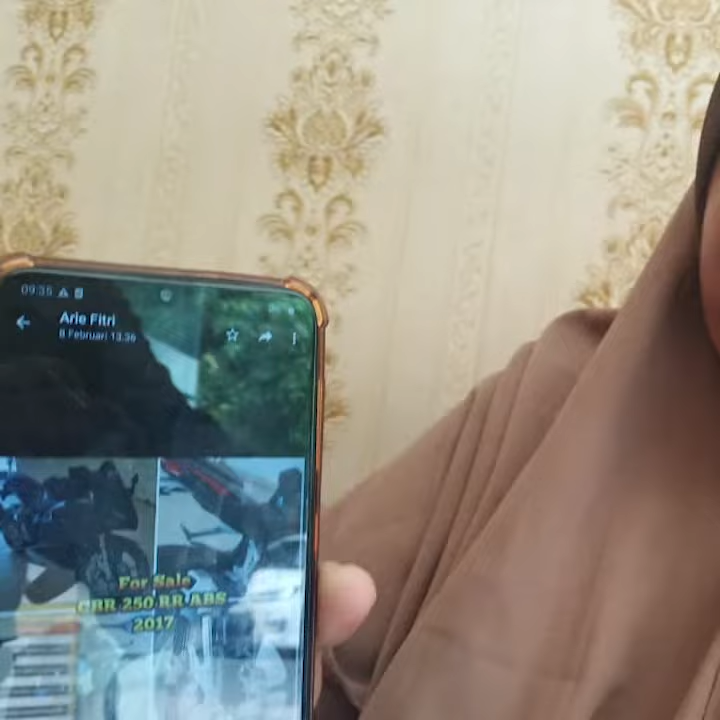 09:35
Arie Fitri
8 Februari 13.36
For Sale
CBR 250 RR ABS
2017